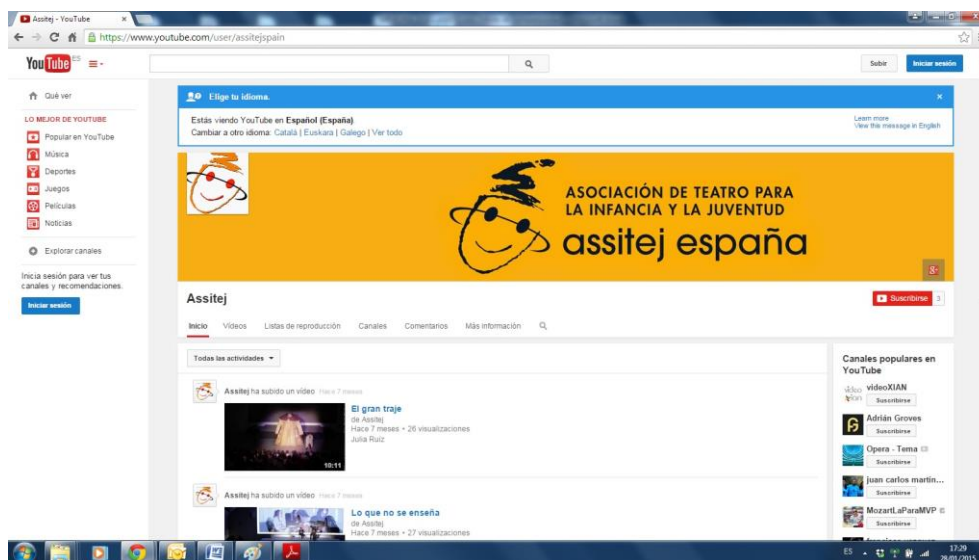 Assitej - YouTube
https://www.youtube.com/user/assitejspain
YouTube ES
Subir
Iniciar sesión
Qué ver
LO MEJOR DE YOUTUBE
Popular en YouTube
Música
Deportes
Juegos
Películas
Noticias
Explorar canales
Inicia sesión para ver tus
canales y recomendaciones.
Iniciar sesión
Elige tu idioma.
Estás viendo YouTube en Español (España).
Cambiar a otro idioma: Català | Euskara | Galego | Ver todo
Learn more
View this message in English
ASOCIACIÓN DE TEATRO PARA
LA INFANCIA Y LA JUVENTUD
assitej españa
Assitej
Suscribirse 3
Inicio Vídeos Listas de reproducción Canales Comentarios Más información
Todas las actividades
Assitej ha subido un vídeo Hace 7 meses
El gran traje
de Assitej
Hace 7 meses • 26 visualizaciones
Julia Ruiz
10:11
Assitej ha subido un vídeo Hace 7 meses
Lo que no se enseña
de Assitej
Hace 7 meses • 27 visualizaciones
Canales populares en
YouTube
videoXIAN
Suscribirse
Adrián Groves
Suscribirse
Opera - Tema
Suscribirse
juan carlos martin...
Suscribirse
MozartLaParaMVP
Suscribirse
ES
17:29
28/01/2015